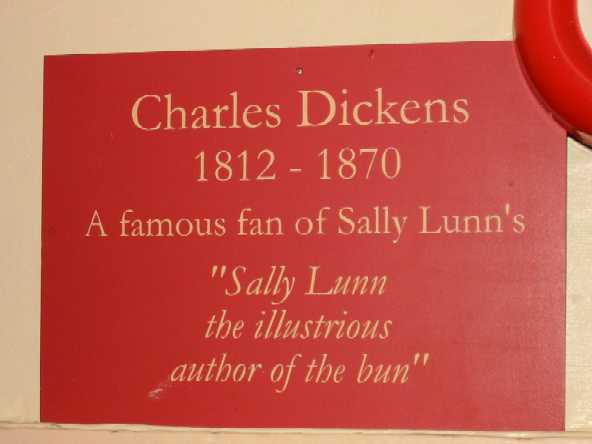 Charles Dickens
1812 - 1870
A famous fan of Sally Lunn's
"Sally Lunn
the illustrious
author of the bun"